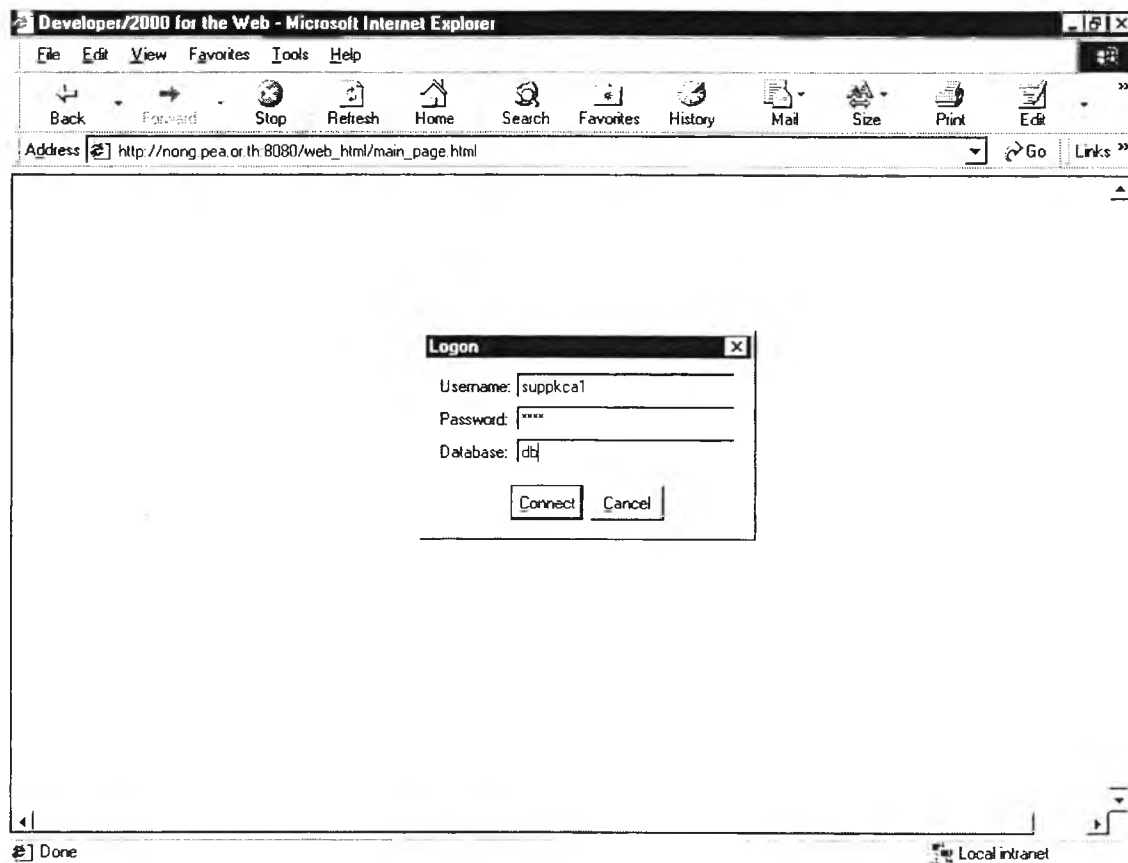 Developer/2000 for the Web - Microsoft Internet Explorer
File Edit View Favorites Tools Help
Back Forward Stop Refresh Home Search Favorites History Mail Size Print Edit »
Address http://nong.pea.or.th:8080/web_html/main_page.html Go Links »
Logon
Username: suppkca1
Password: ****
Database: db
Connect Cancel
Done Local intranet